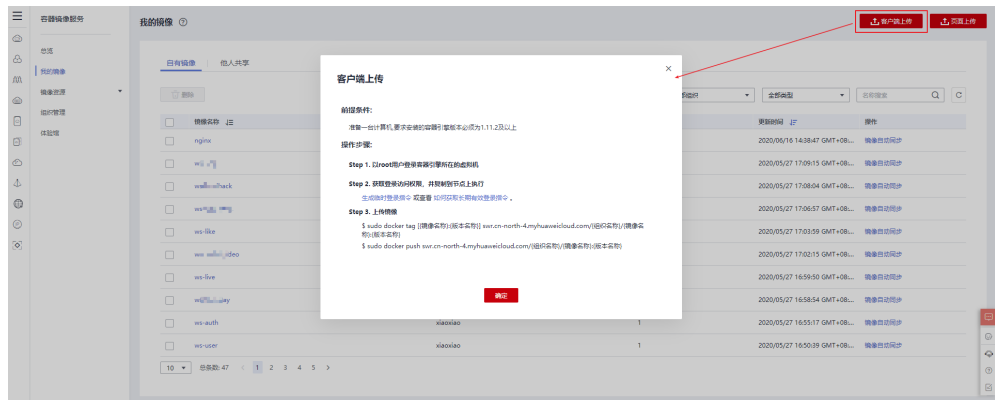 容器镜像服务
总览
我的镜像
镜像资源
组织管理
体验馆
我的镜像
客户端上传
页面上传
自有镜像 | 他人共享
删除
全部类型
名称搜索
镜像名称
更新时间
操作
nginx
2020/06/16 14:38:47 GMT+08:...
镜像自动同步
2020/05/27 17:09:15 GMT+08:...
镜像自动同步
2020/05/27 17:08:04 GMT+08:...
镜像自动同步
2020/05/27 17:06:57 GMT+08:...
镜像自动同步
ws-like
2020/05/27 17:03:59 GMT+08:...
镜像自动同步
2020/05/27 17:02:15 GMT+08:...
镜像自动同步
ws-live
2020/05/27 16:59:50 GMT+08:...
镜像自动同步
2020/05/27 16:58:54 GMT+08:...
镜像自动同步
ws-auth
xiaoxiao
1
2020/05/27 16:55:17 GMT+08:...
镜像自动同步
ws-user
xiaoxiao
1
2020/05/27 16:50:39 GMT+08:...
镜像自动同步
10
总条数: 47
< 1 2 3 4 5 >
客户端上传
前提条件:
准备一台计算机,要求安装的容器引擎版本必须为1.11.2及以上
操作步骤:
Step 1. 以root用户登录容器引擎所在的虚拟机
Step 2. 获取登录访问权限，并复制到节点上执行
生成临时登录指令 或查看 如何获取长期有效登录指令 。
Step 3. 上传镜像
$ sudo docker tag [{镜像名称}:{版本名称}] swr.cn-north-4.myhuaweicloud.com/{组织名称}/{镜像名
称}:{版本名称}
$ sudo docker push swr.cn-north-4.myhuaweicloud.com/{组织名称}/{镜像名称}:{版本名称}
确定